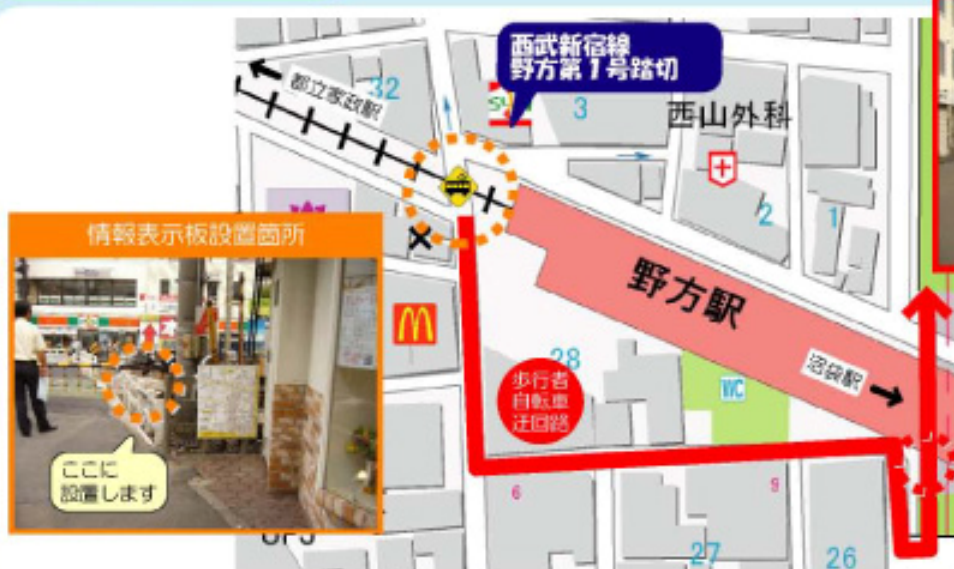 西武新宿線
野方第1号踏切
都立家政駅
32
3
西山外科
2
1
情報表示板設置箇所
野方駅
28
歩行者
自転車
迂回路
WC
沼袋駅
ここに
設置します
6
9
27
26